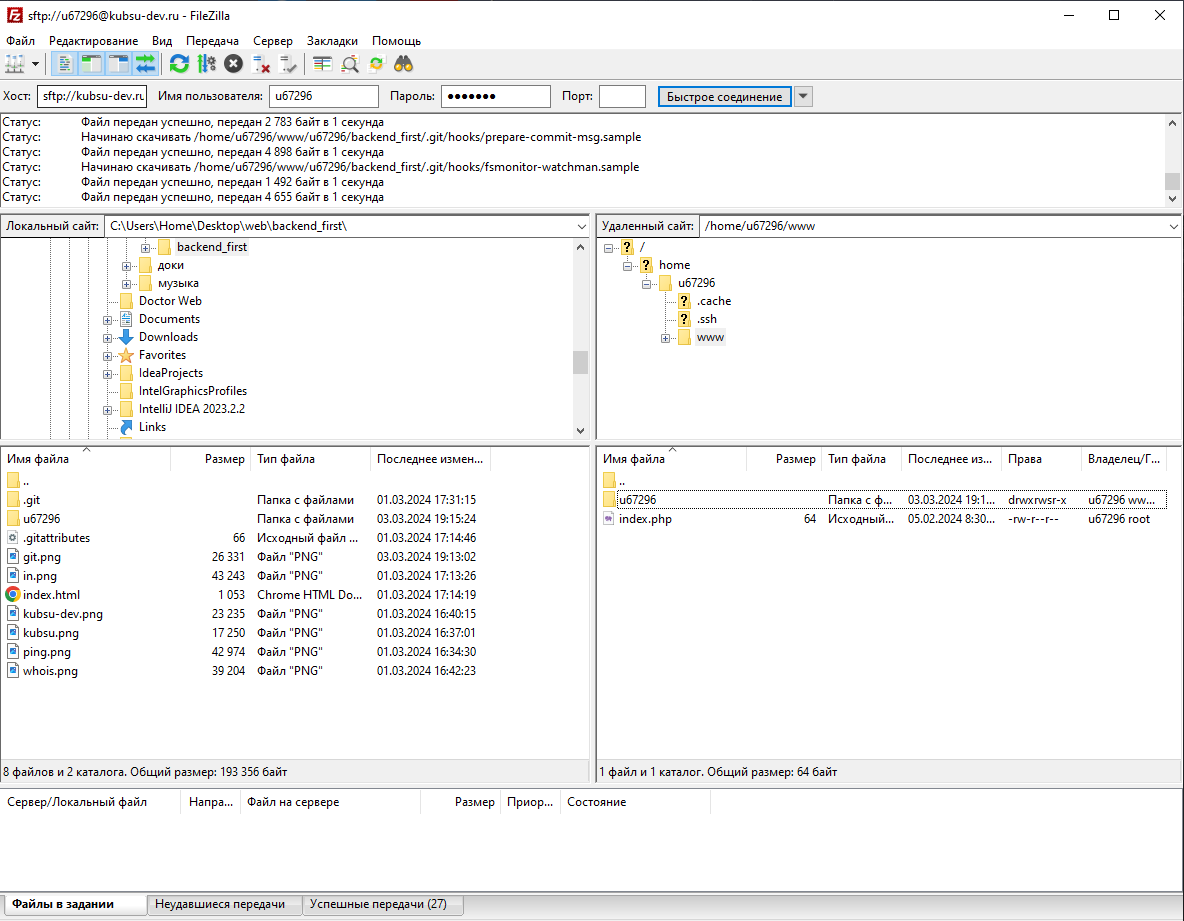 sftp://u67296@kubsu-dev.ru - FileZilla
Файл Редактирование Вид Передача Сервер Закладки Помощь
Хост: sftp://kubsu-dev.ru Имя пользователя: u67296 Пароль: ●●●●●●● Порт: Быстрое соединение
Статус: Файл передан успешно, передан 2 783 байт в 1 секунда
Статус: Начинаю скачивать /home/u67296/www/u67296/backend_first/.git/hooks/prepare-commit-msg.sample
Статус: Файл передан успешно, передан 4 898 байт в 1 секунда
Статус: Начинаю скачивать /home/u67296/www/u67296/backend_first/.git/hooks/fsmonitor-watchman.sample
Статус: Файл передан успешно, передан 1 492 байт в 1 секунда
Статус: Файл передан успешно, передан 4 655 байт в 1 секунда
Локальный сайт: C:\Users\Home\Desktop\web\backend_first\
backend_first
доки
музыка
Doctor Web
Documents
Downloads
Favorites
IdeaProjects
IntelGraphicsProfiles
IntelliJ IDEA 2023.2.2
Links
Удаленный сайт: /home/u67296/www
/
home
u67296
.cache
.ssh
www
Имя файла Размер Тип файла Последнее измен...
..
.git Папка с файлами 01.03.2024 17:31:15
u67296 Папка с файлами 03.03.2024 19:15:24
.gitattributes 66 Исходный файл ... 01.03.2024 17:14:46
git.png 26 331 Файл "PNG" 03.03.2024 19:13:02
in.png 43 243 Файл "PNG" 01.03.2024 17:13:26
index.html 1 053 Chrome HTML Do... 01.03.2024 17:14:19
kubsu-dev.png 23 235 Файл "PNG" 01.03.2024 16:40:15
kubsu.png 17 250 Файл "PNG" 01.03.2024 16:37:01
ping.png 42 974 Файл "PNG" 01.03.2024 16:34:30
whois.png 39 204 Файл "PNG" 01.03.2024 16:42:23
8 файлов и 2 каталога. Общий размер: 193 356 байт
Имя файла Размер Тип файла Последнее из... Права Владелец/Г...
..
u67296 Папка с ф... 03.03.2024 19:1... drwxrwsr-x u67296 ww...
index.php 64 Исходный... 05.02.2024 8:30... -rw-r--r-- u67296 root
1 файл и 1 каталог. Общий размер: 64 байт
Сервер/Локальный файл Напра... Файл на сервере Размер Приор... Состояние
Файлы в задании Неудавшиеся передачи Успешные передачи (27)